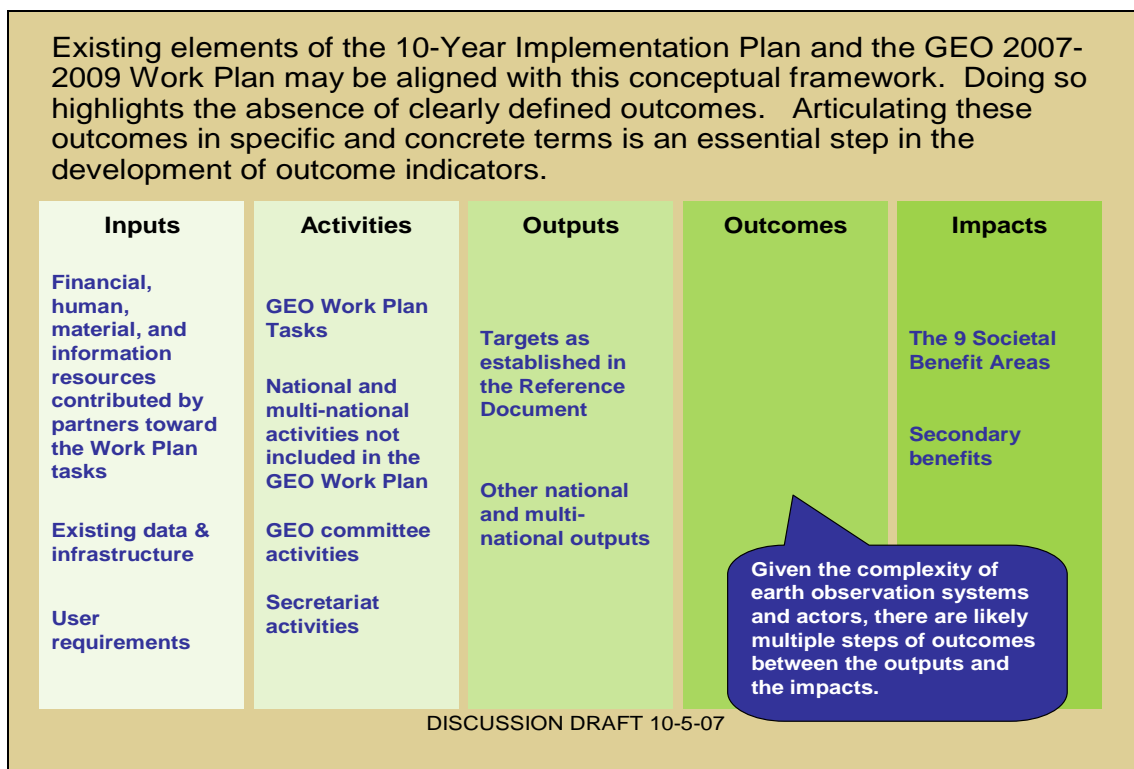 Existing elements of the 10-Year Implementation Plan and the GEO 2007-
2009 Work Plan may be aligned with this conceptual framework.  Doing so
highlights the absence of clearly defined outcomes.   Articulating these
outcomes in specific and concrete terms is an essential step in the
development of outcome indicators.
Inputs
Financial,
human,
material, and
information
resources
contributed by
partners toward
the Work Plan
tasks
Existing data &
infrastructure
User
requirements
Activities
GEO Work Plan
Tasks
National and
multi-national
activities not
included in the
GEO Work Plan
GEO committee
activities
Secretariat
activities
Outputs
Targets as
established in
the Reference
Document
Other national
and multi-
national outputs
Outcomes
Impacts
The 9 Societal
Benefit Areas
Secondary
benefits
Given the complexity of
earth observation systems
and actors, there are likely
multiple steps of outcomes
between the outputs and
the impacts.
DISCUSSION DRAFT 10-5-07